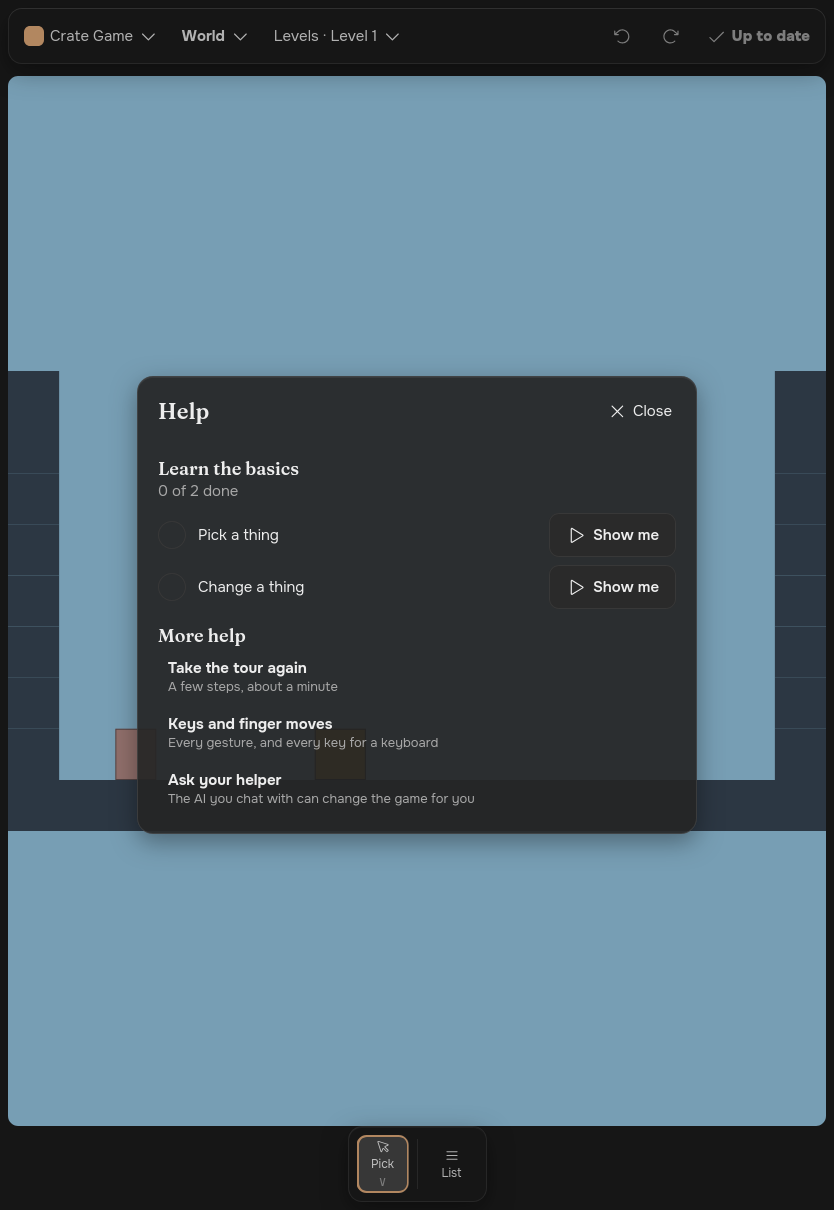 Crate Game
World
Levels · Level 1
Up to date
Help
Close
Learn the basics
0 of 2 done
Pick a thing
Show me
Change a thing
Show me
More help
Take the tour again
A few steps, about a minute
Keys and finger moves
Every gesture, and every key for a keyboard
Ask your helper
The AI you chat with can change the game for you
Pick
V
List